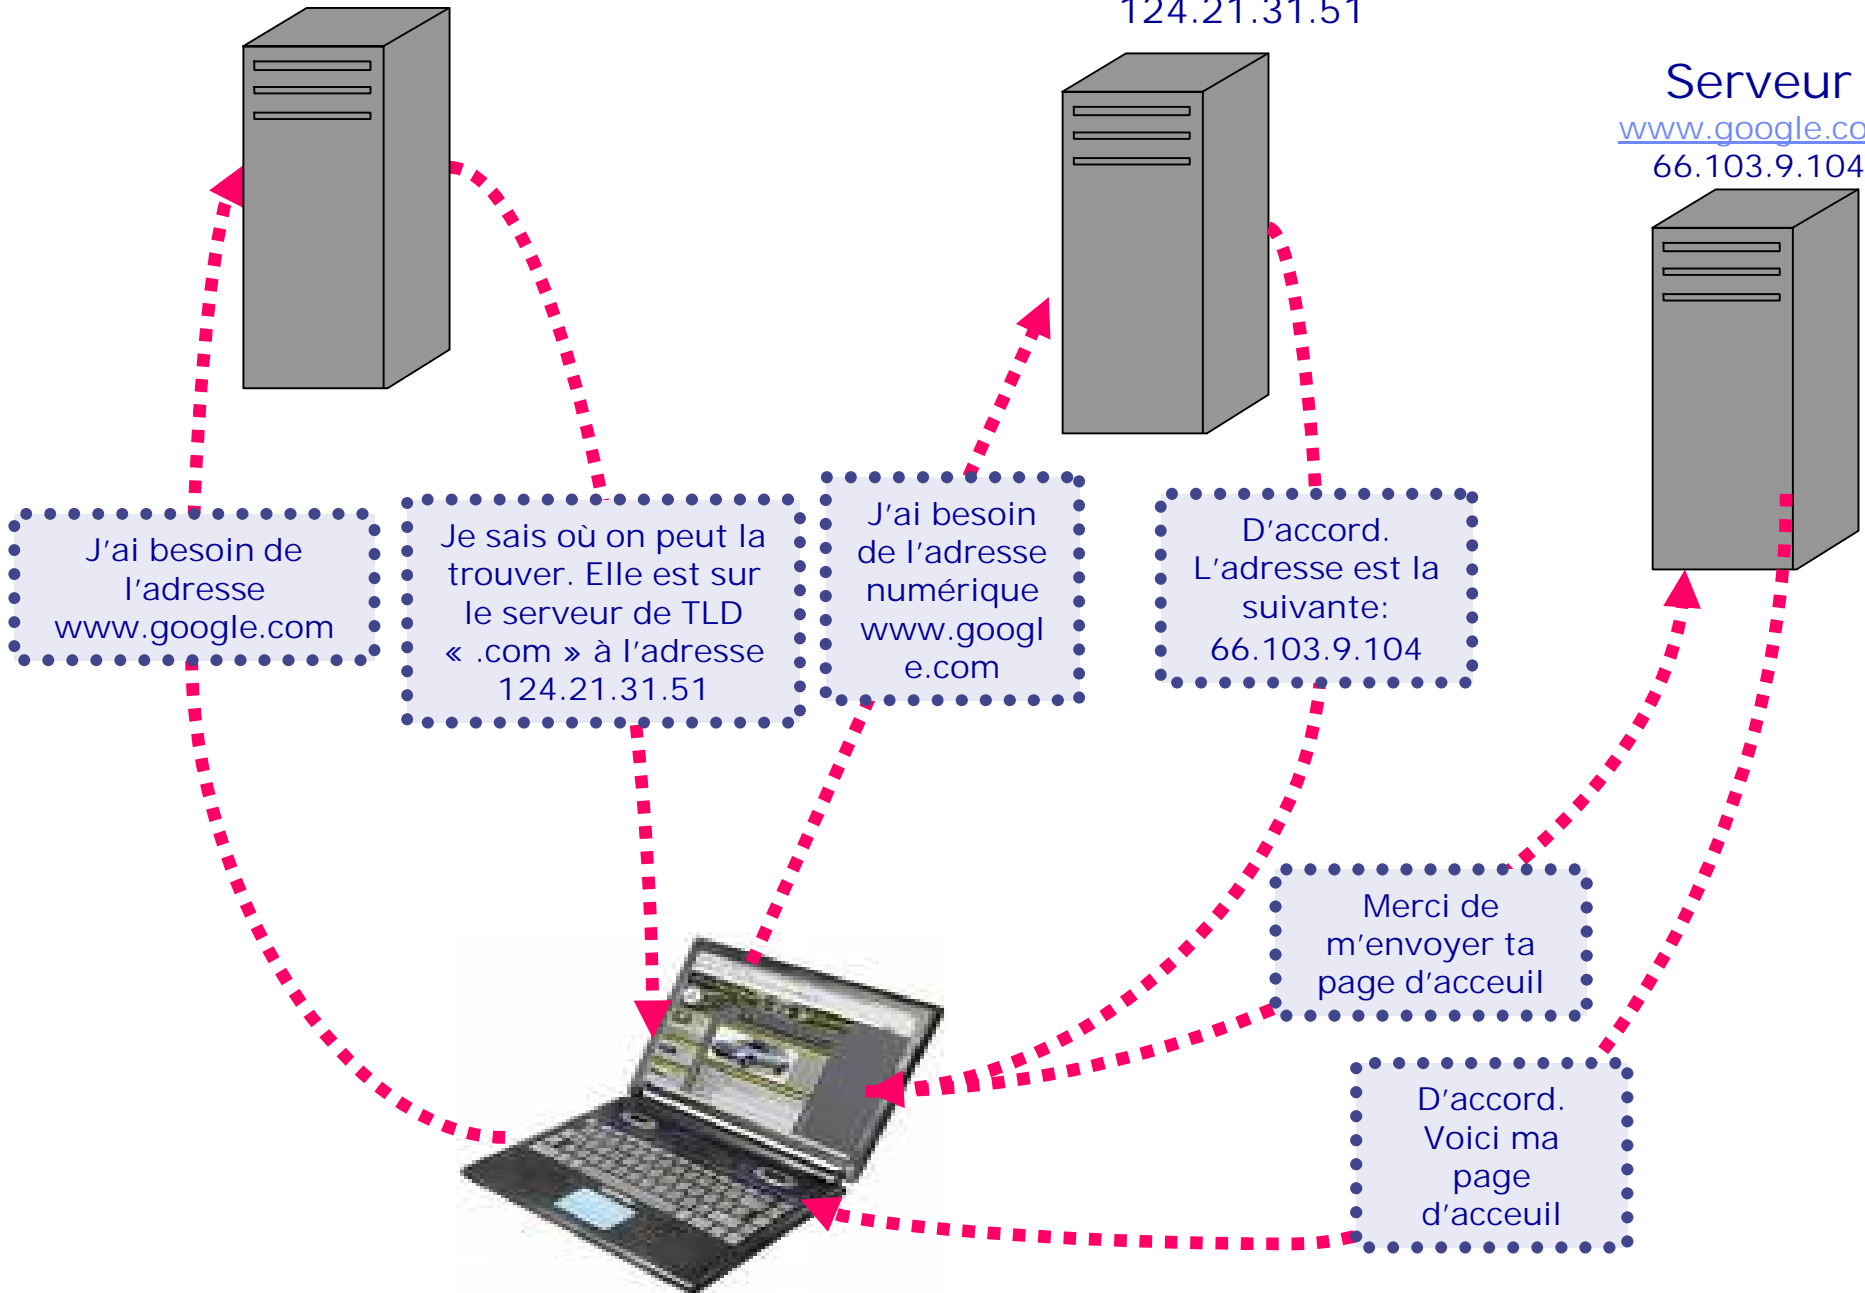 124.21.31.51
Serveur
www.google.co
66.103.9.104
J'ai besoin de
l'adresse
www.google.com
Je sais où on peut la
trouver. Elle est sur
le serveur de TLD
« .com » à l'adresse
124.21.31.51
J'ai besoin
de l'adresse
numérique
www.googl
e.com
D'accord.
L'adresse est la
suivante:
66.103.9.104
Merci de
m'envoyer ta
page d'acceuil
D'accord.
Voici ma
page
d'acceuil